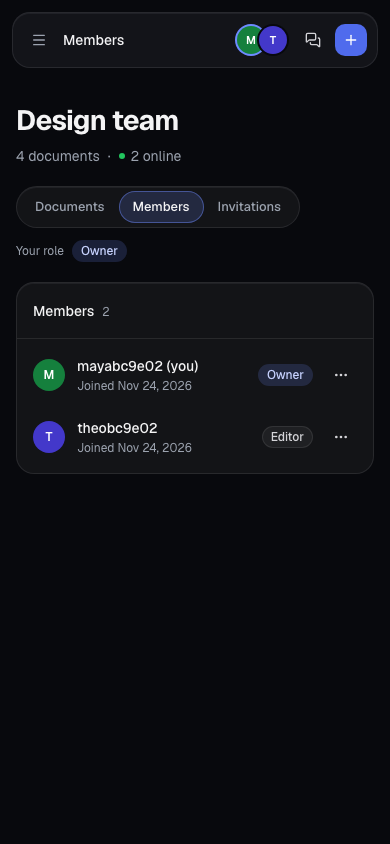 Members
M
T
Design team
4 documents · 2 online
Documents Members Invitations
Your role Owner
Members 2
M
mayabc9e02 (you)
Joined Nov 24, 2026
Owner
T
theobc9e02
Joined Nov 24, 2026
Editor